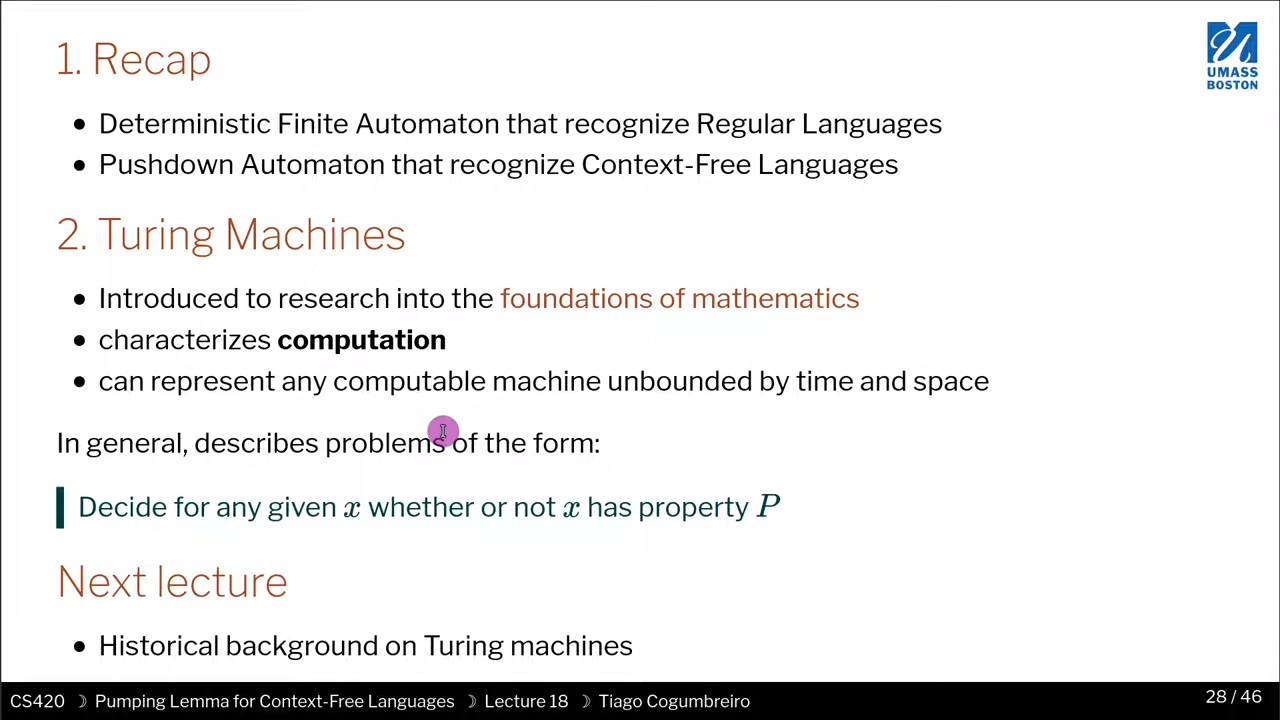 1. Recap
UMASS
BOSTON
• Deterministic Finite Automaton that recognize Regular Languages
• Pushdown Automaton that recognize Context-Free Languages
2. Turing Machines
• Introduced to research into the foundations of mathematics
• characterizes computation
• can represent any computable machine unbounded by time and space
In general, describes problems of the form:
Decide for any given x whether or not x has property P
Next lecture
• Historical background on Turing machines
CS420 ☽ Pumping Lemma for Context-Free Languages ☽ Lecture 18 ☽ Tiago Cogumbreiro
28 / 46